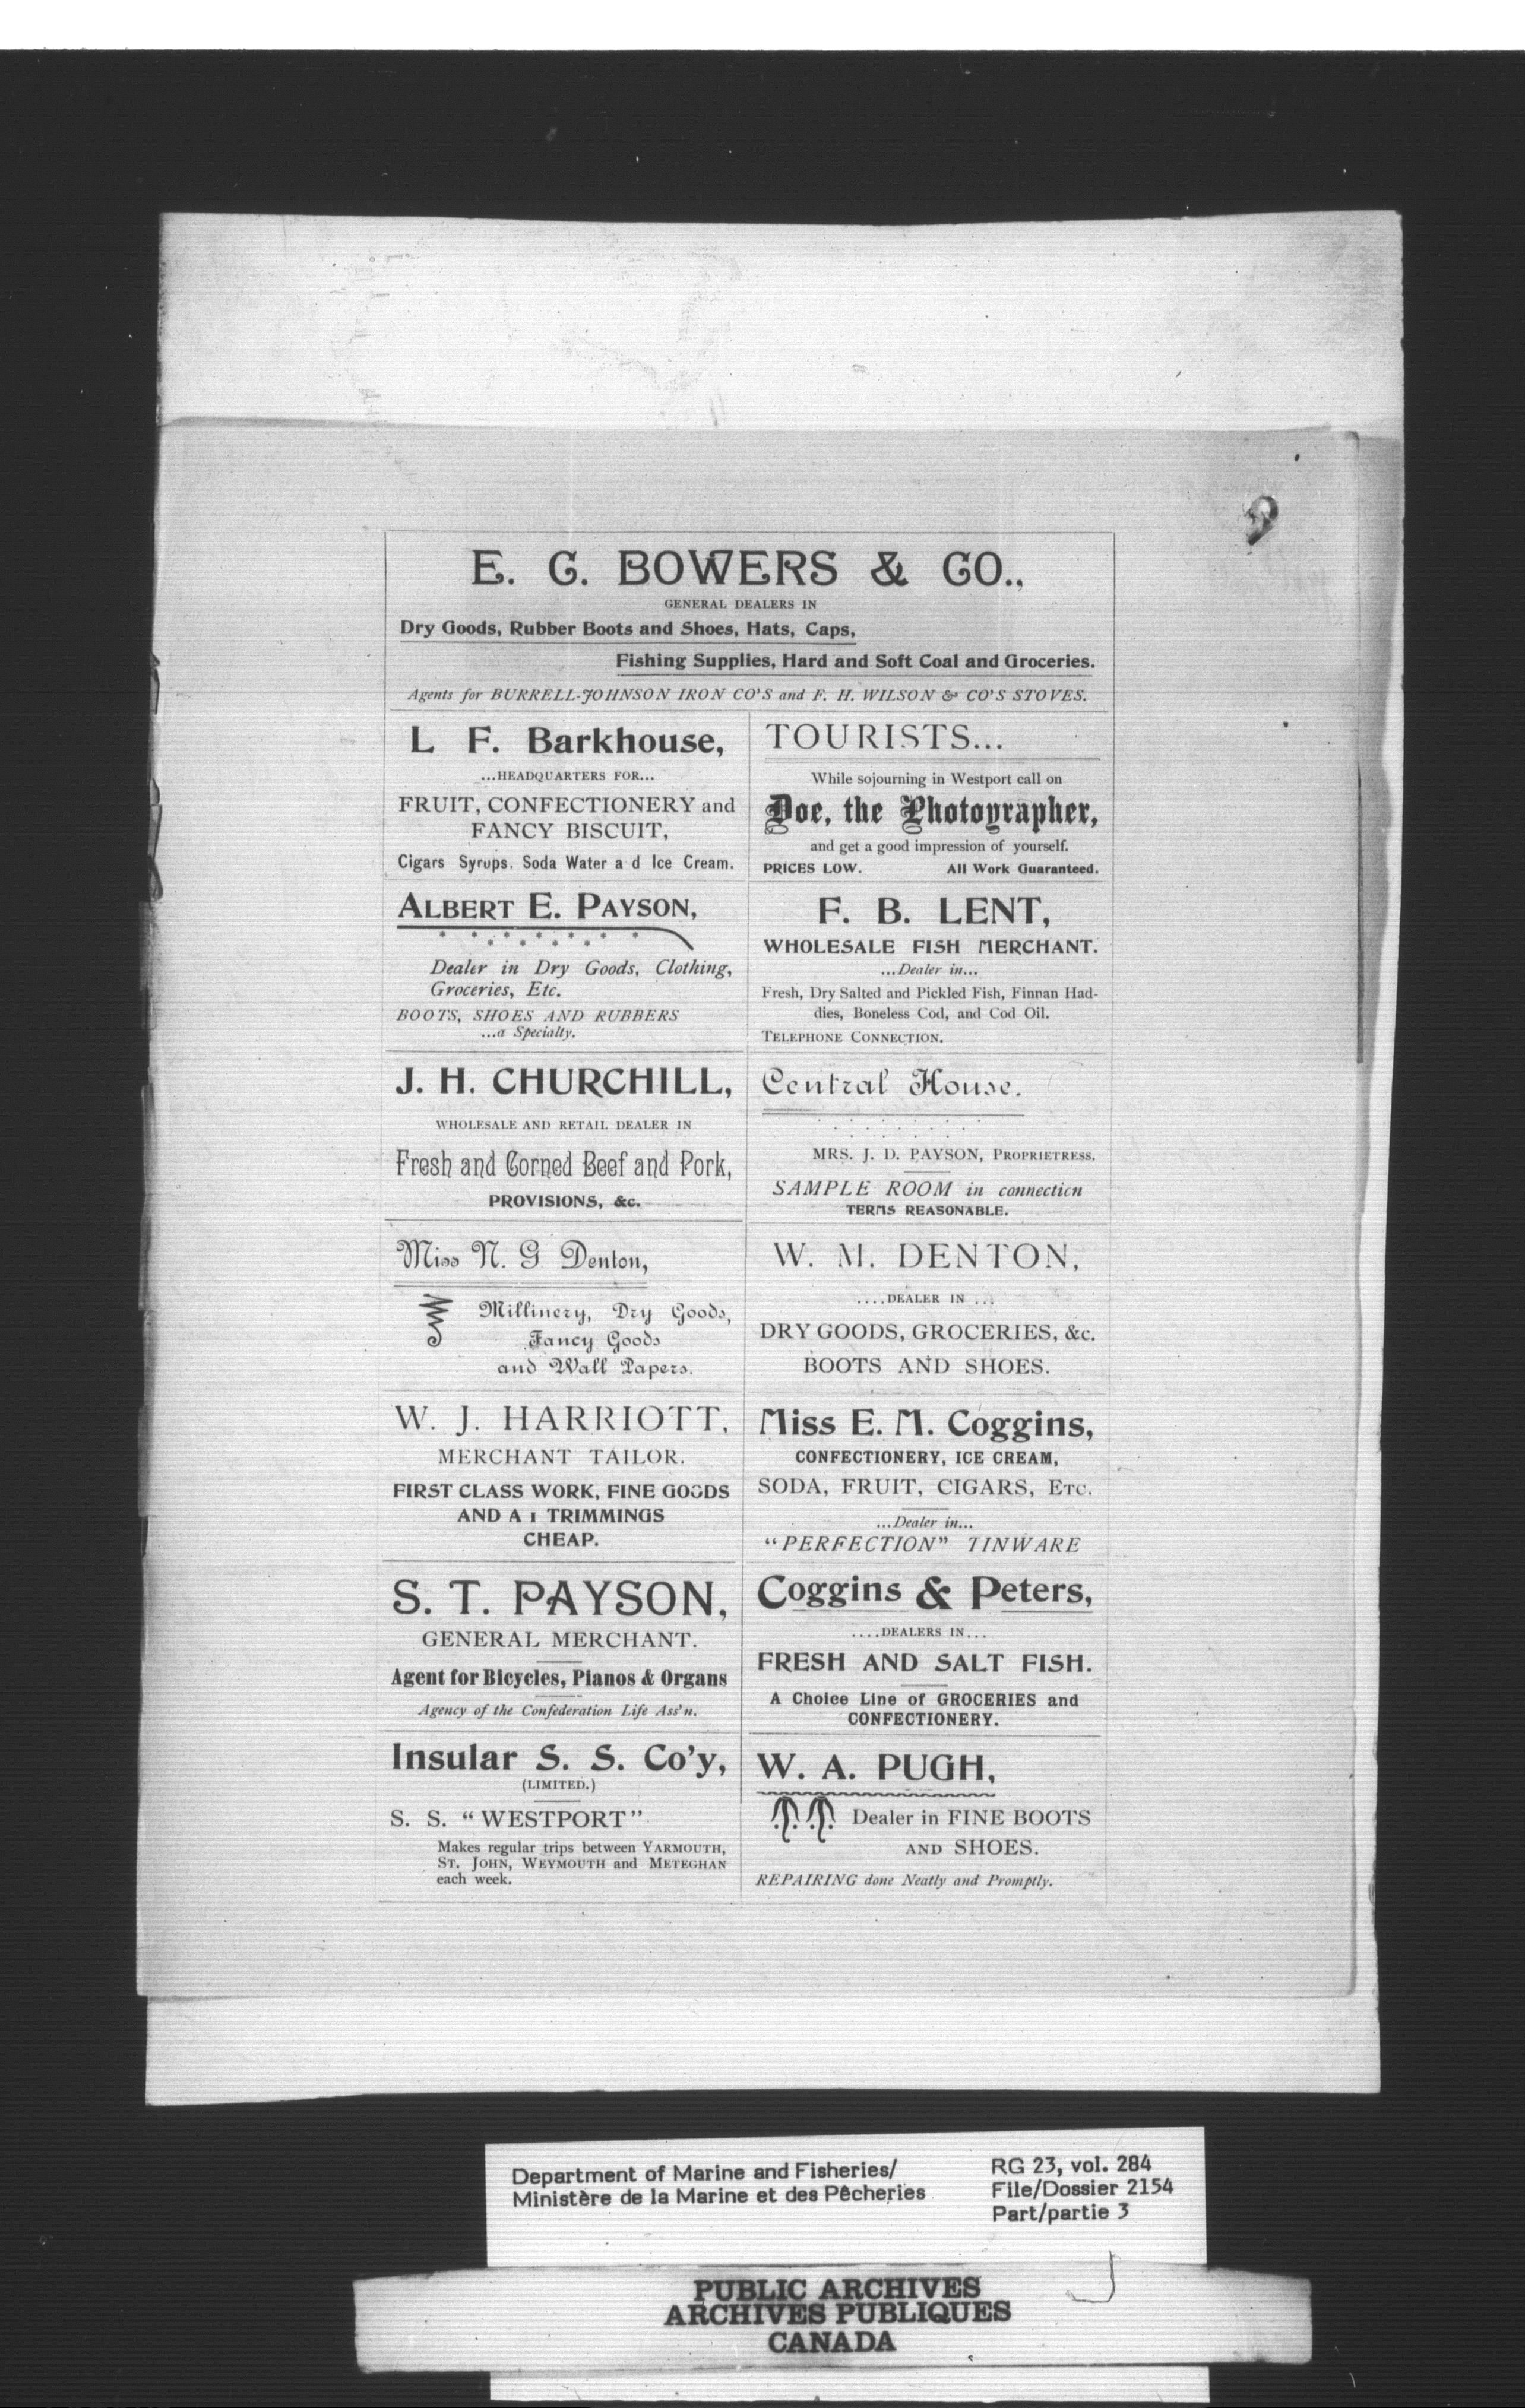 E. C. BOWERS & CO.,
GENERAL DEALERS IN
Dry Goods, Rubber Boots and Shoes, Hats, Caps,
Fishing Supplies, Hard and Soft Coal and Groceries.
Agents for BURRELL-JOHNSON IRON CO'S and F. H. WILSON & CO'S STOVES.
L F. Barkhouse,
...HEADQUARTERS FOR...
FRUIT, CONFECTIONERY and
FANCY BISCUIT,
Cigars Syrups. Soda Water a d Ice Cream.
TOURISTS...
While sojourning in Westport call on
Doe, the Photographer,
and get a good impression of yourself.
PRICES LOW. All Work Guaranteed.
ALBERT E. PAYSON,
Dealer in Dry Goods, Clothing,
Groceries, Etc.
BOOTS, SHOES AND RUBBERS
...a Specialty.
F. B. LENT,
WHOLESALE FISH MERCHANT.
...Dealer in...
Fresh, Dry Salted and Pickled Fish, Finnan Had-
dies, Boneless Cod, and Cod Oil.
TELEPHONE CONNECTION.
J. H. CHURCHILL,
WHOLESALE AND RETAIL DEALER IN
Fresh and Corned Beef and Pork,
PROVISIONS, &c.
Central House.
MRS. J. D. PAYSON, PROPRIETRESS.
SAMPLE ROOM in connection
TERMS REASONABLE.
Miss N. G Denton,
Millinery, Dry Goods,
Fancy Goods
and Wall Papers.
W. M. DENTON,
....DEALER IN ...
DRY GOODS, GROCERIES, &c.
BOOTS AND SHOES.
W. J. HARRIOTT,
MERCHANT TAILOR.
FIRST CLASS WORK, FINE GOODS
AND A 1 TRIMMINGS
CHEAP.
Miss E. M. Coggins,
CONFECTIONERY, ICE CREAM,
SODA, FRUIT, CIGARS, ETC.
...Dealer in...
"PERFECTION" TINWARE
S. T. PAYSON,
GENERAL MERCHANT.
Agent for Bicycles, Pianos & Organs
Agency of the Confederation Life Ass'n.
Coggins & Peters,
....DEALERS IN...
FRESH AND SALT FISH.
A Choice Line of GROCERIES and
CONFECTIONERY.
Insular S. S. Co'y,
(LIMITED.)
S. S. "WESTPORT"
Makes regular trips between YARMOUTH,
ST. JOHN, WEYMOUTH and METEGHAN
each week.
W. A. PUGH,
Dealer in FINE BOOTS
AND SHOES.
REPAIRING done Neatly and Promptly.
Department of Marine and Fisheries/
Ministère de la Marine et des Pêcheries
RG 23, vol. 284
File/Dossier 2154
Part/partie 3
PUBLIC ARCHIVES
ARCHIVES PUBLIQUES
CANADA